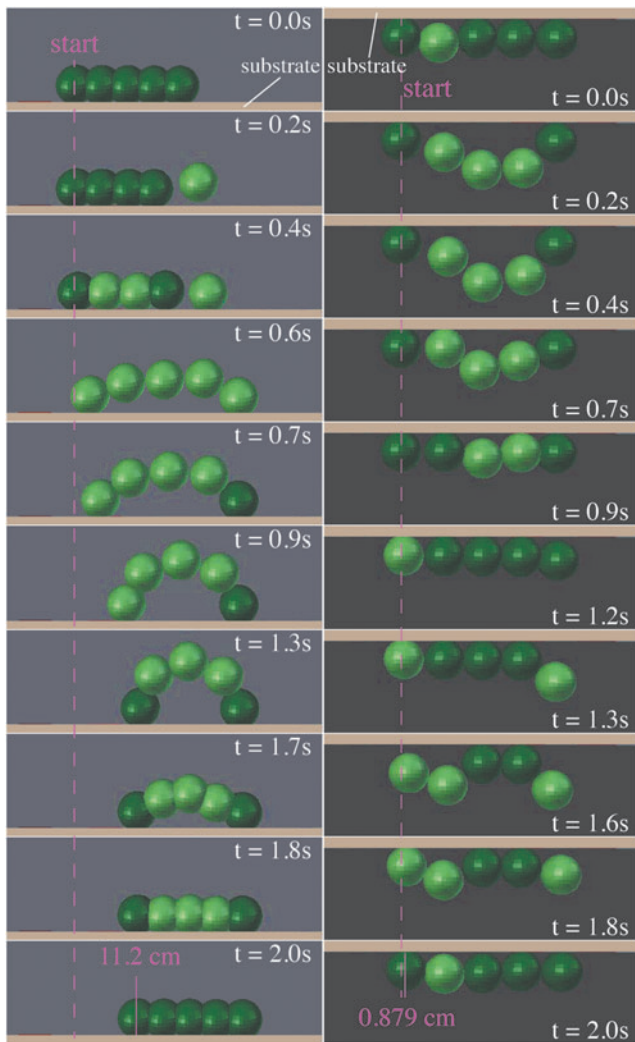 t = 0.0s
start
substrate
t = 0.2s
t = 0.4s
t = 0.6s
t = 0.7s
t = 0.9s
t = 1.3s
t = 1.7s
t = 1.8s
t = 2.0s
11.2 cm
substrate
start
t = 0.0s
t = 0.2s
t = 0.4s
t = 0.7s
t = 0.9s
t = 1.2s
t = 1.3s
t = 1.6s
t = 1.8s
0.879 cm
t = 2.0s